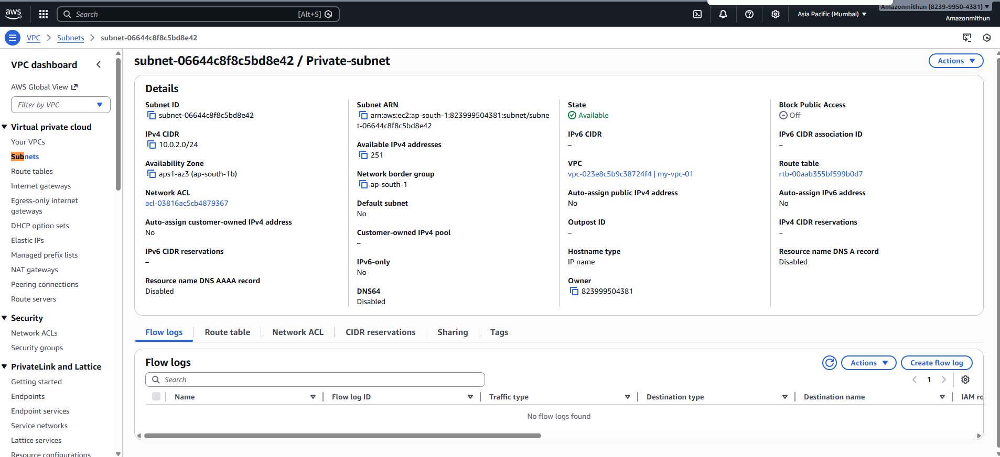 aws
Search
[Alt+S]
Asia Pacific (Mumbai)
Amazonmithun (8239-9950-4381)
Amazonmithun
VPC
Subnets
subnet-06644c8f8c5bd8e42
VPC dashboard
AWS Global View
Filter by VPC
Virtual private cloud
Your VPCs
Subnets
Route tables
Internet gateways
Egress-only internet
gateways
DHCP option sets
Elastic IPs
Managed prefix lists
NAT gateways
Peering connections
Route servers
Security
Network ACLs
Security groups
PrivateLink and Lattice
Getting started
Endpoints
Endpoint services
Service networks
Lattice services
Resource configurations
subnet-06644c8f8c5bd8e42 / Private-subnet
Actions
Details
Subnet ID
subnet-06644c8f8c5bd8e42
IPv4 CIDR
10.0.2.0/24
Availability Zone
aps1-az3 (ap-south-1b)
Network ACL
acl-03816ac5cb4879367
Auto-assign customer-owned IPv4 address
No
IPv6 CIDR reservations
–
Resource name DNS AAAA record
Disabled
Subnet ARN
arn:aws:ec2:ap-south-1:823999504381:subnet/subne
t-06644c8f8c5bd8e42
Available IPv4 addresses
251
Network border group
ap-south-1
Default subnet
No
Customer-owned IPv4 pool
–
IPv6-only
No
DNS64
Disabled
State
Available
IPv6 CIDR
–
VPC
vpc-023e8c5b9c38724f4 | my-vpc-01
Auto-assign public IPv4 address
No
Outpost ID
–
Hostname type
IP name
Owner
823999504381
Block Public Access
Off
IPv6 CIDR association ID
–
Route table
rtb-00aab355bf599b0d7
Auto-assign IPv6 address
No
IPv4 CIDR reservations
–
Resource name DNS A record
Disabled
Flow logs
Route table
Network ACL
CIDR reservations
Sharing
Tags
Flow logs
Actions
Create flow log
Search
1
Name
Flow log ID
Traffic type
Destination type
Destination name
IAM ro
No flow logs found